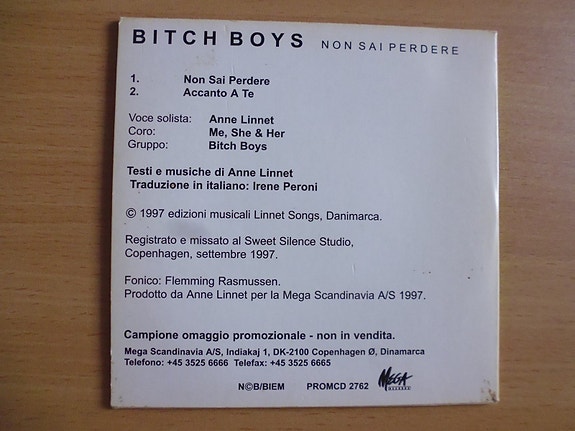 BITCH BOYS NON SAI PERDERE
1. Non Sai Perdere
2. Accanto A Te
Voce solista: Anne Linnet
Coro: Me, She & Her
Gruppo: Bitch Boys
Testi e musiche di Anne Linnet
Traduzione in italiano: Irene Peroni
© 1997 edizioni musicali Linnet Songs, Danimarca.
Registrato e missato al Sweet Silence Studio,
Copenhagen, settembre 1997.
Fonico: Flemming Rasmussen.
Prodotto da Anne Linnet per la Mega Scandinavia A/S 1997.
Campione omaggio promozionale - non in vendita.
Mega Scandinavia A/S, Indiakaj 1, DK-2100 Copenhagen Ø, Dinamarca
Telefono: +45 3525 6666 Telefax: +45 3525 6665
N©B/BIEM PROMCD 2762 MEGA